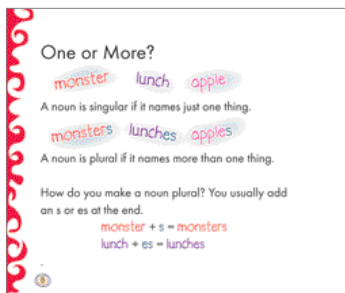 One or More?
monster lunch apple
A noun is singular if it names just one thing.
monsters lunches apples
A noun is plural if it names more than one thing.
How do you make a noun plural? You usually add
an s or es at the end.
monster + s = monsters
lunch + es = lunches
6